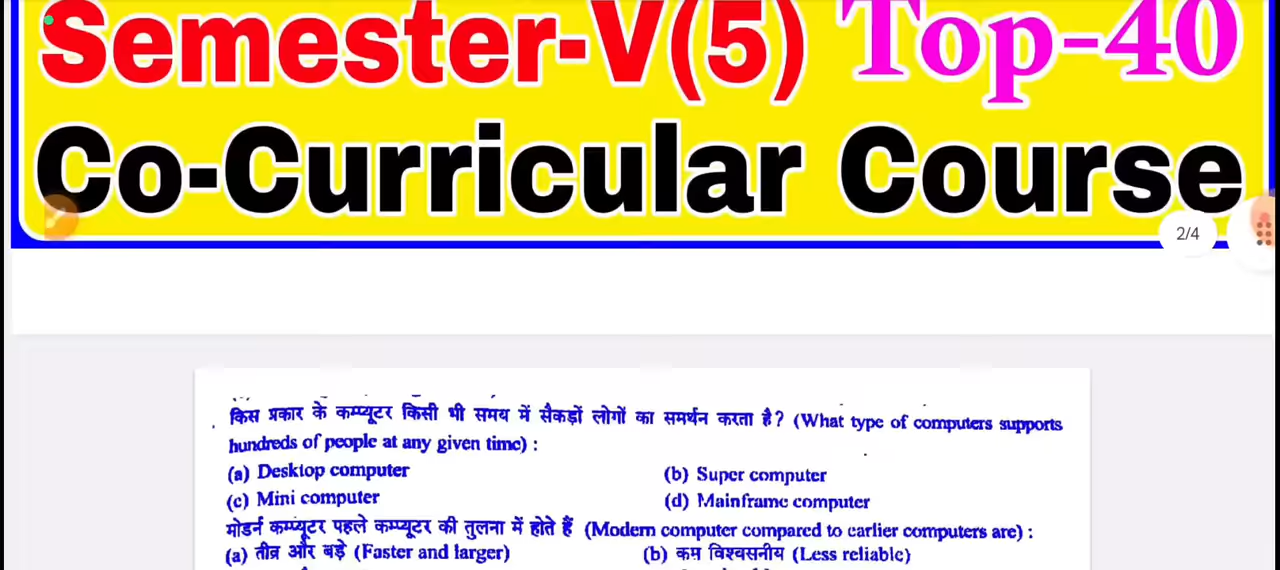 Semester-V(5) Top-40
Co-Curricular Course
2/4
किस प्रकार के कम्प्यूटर किसी भी समय में सैकड़ों लोगों का समर्थन करता है? (What type of computers supports
hundreds of people at any given time) :
(a) Desktop computer (b) Super computer
(c) Mini computer (d) Mainframe computer
मोडर्न कम्प्यूटर पहले कम्प्यूटर की तुलना में होते हैं (Modern computer compared to earlier computers are) :
(a) तीव्र और बड़े (Faster and larger) (b) कम विश्वसनीय (Less reliable)